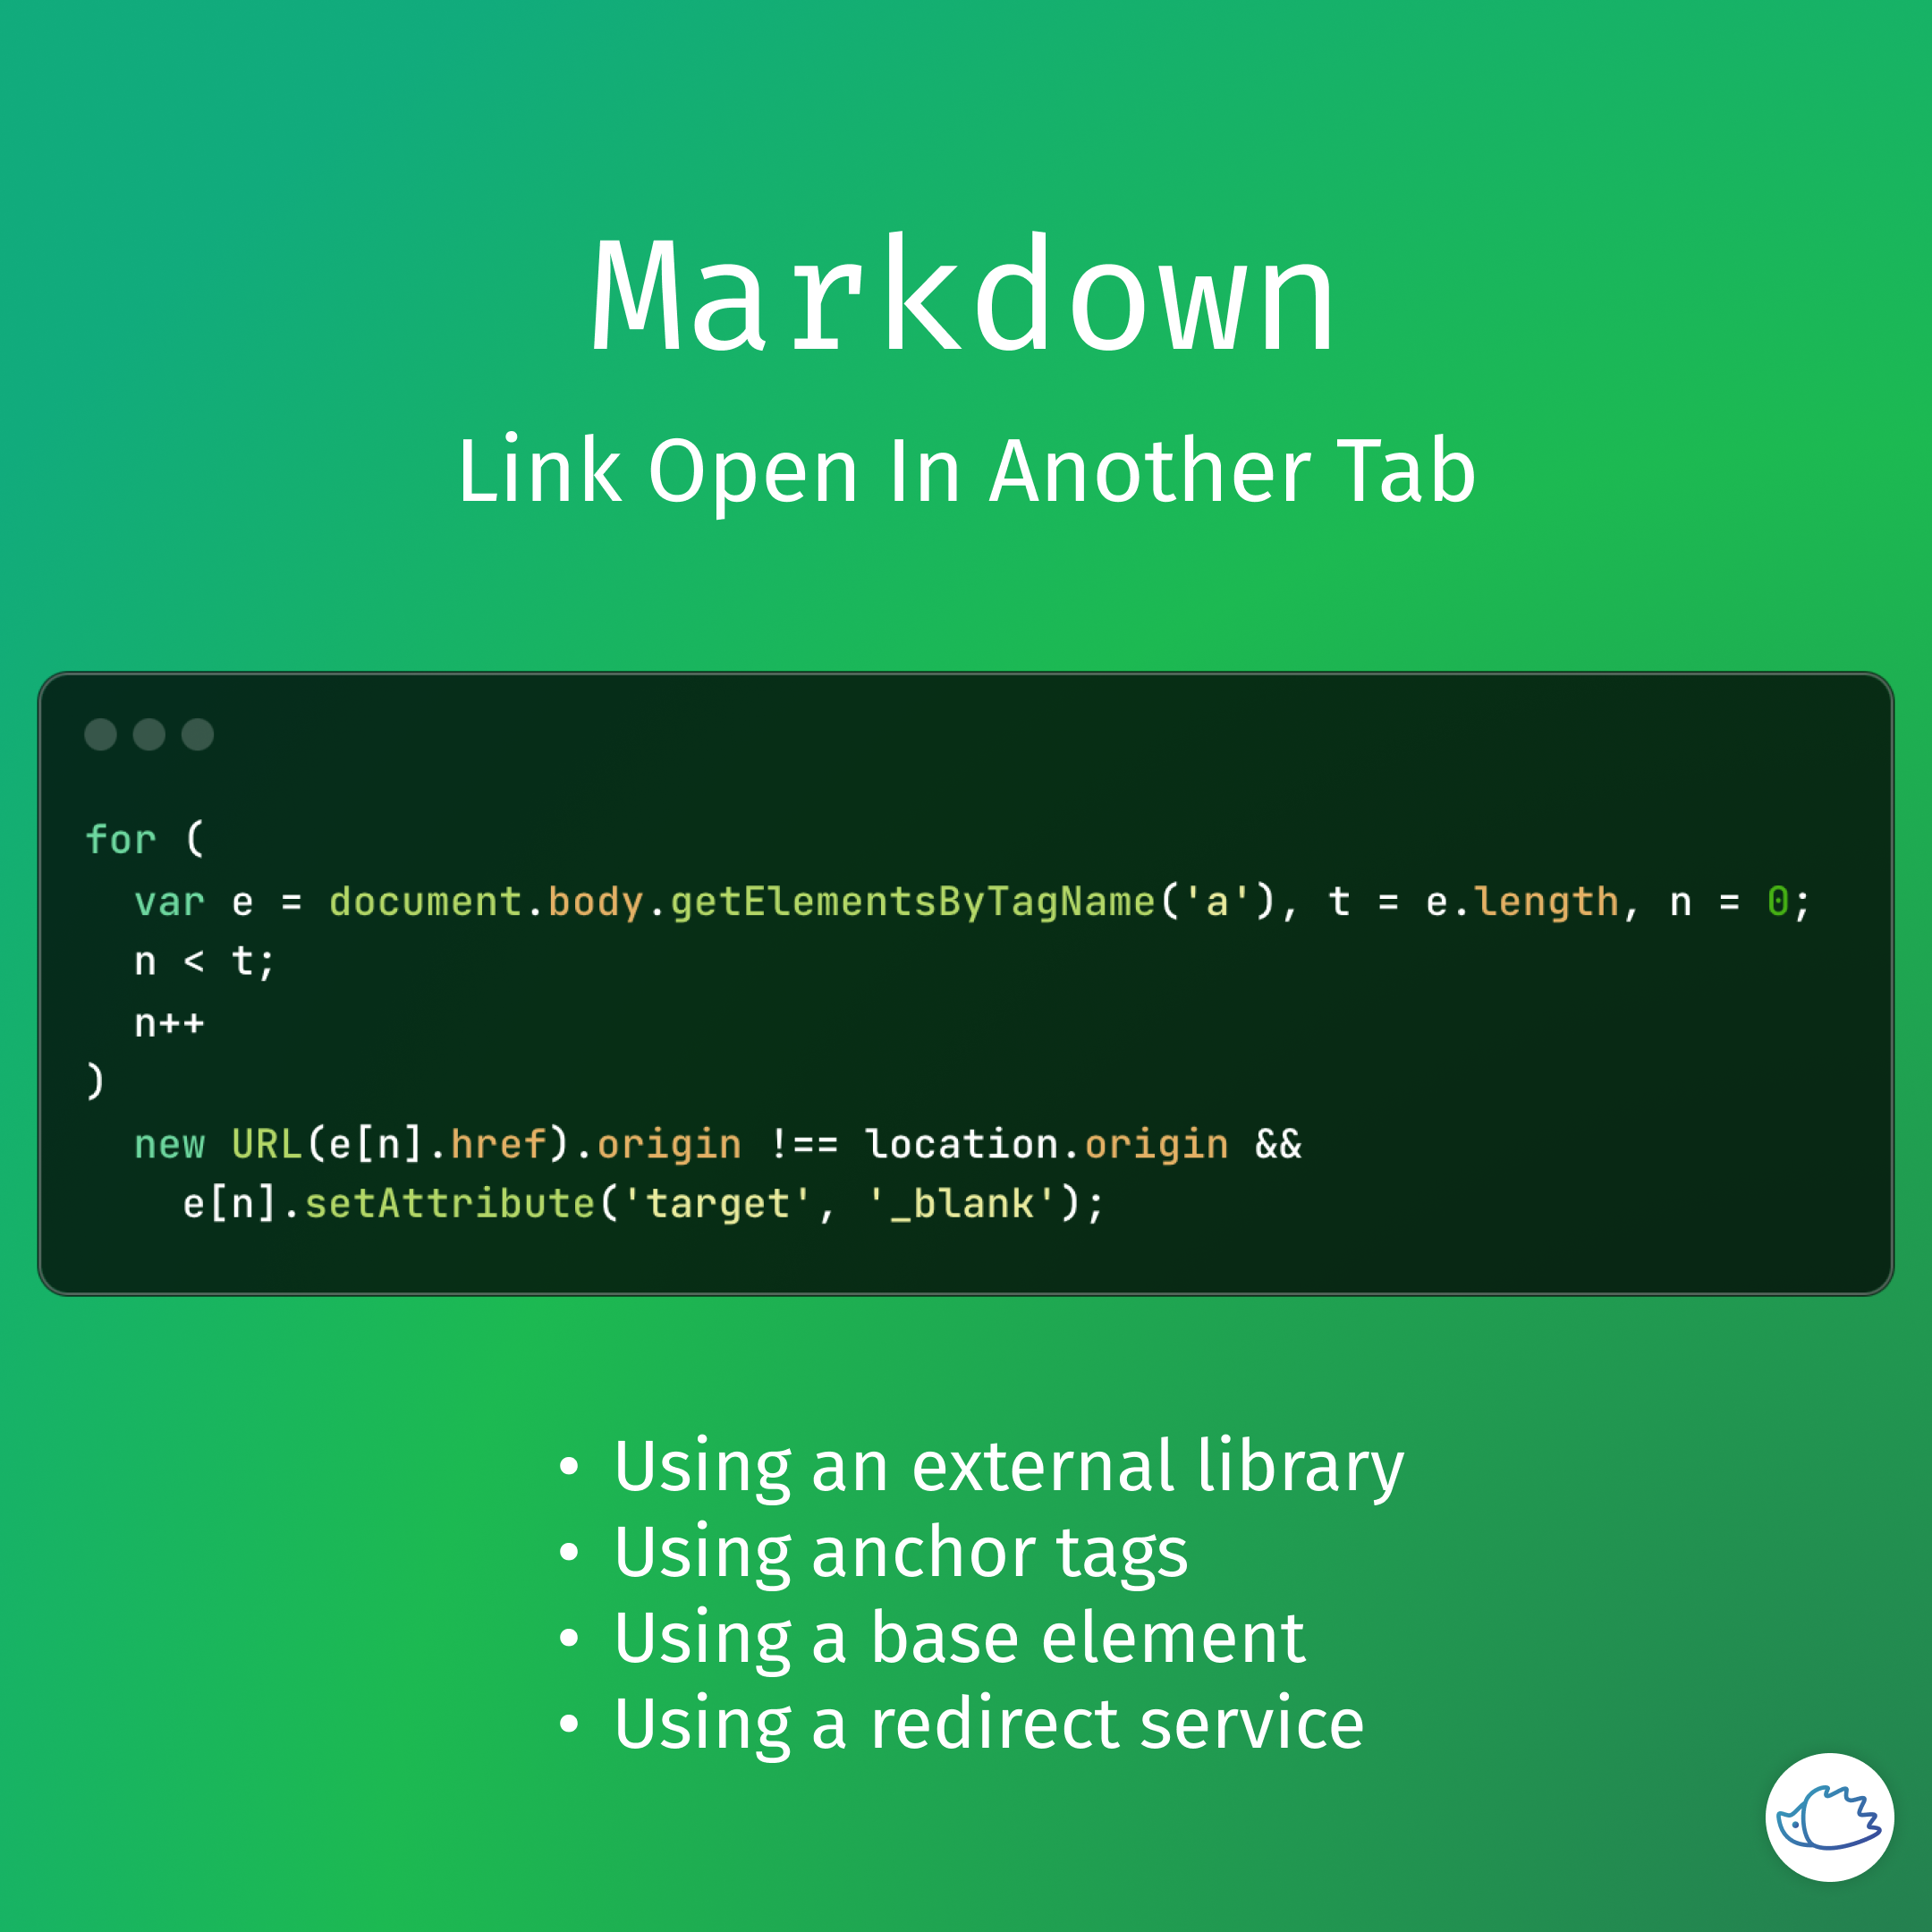 Markdown
Link Open In Another Tab
for (
  var e = document.body.getElementsByTagName('a'), t = e.length, n = 0;
  n < t;
  n++
)
  new URL(e[n].href).origin !== location.origin &&
    e[n].setAttribute('target', '_blank');
• Using an external library
• Using anchor tags
• Using a base element
• Using a redirect service